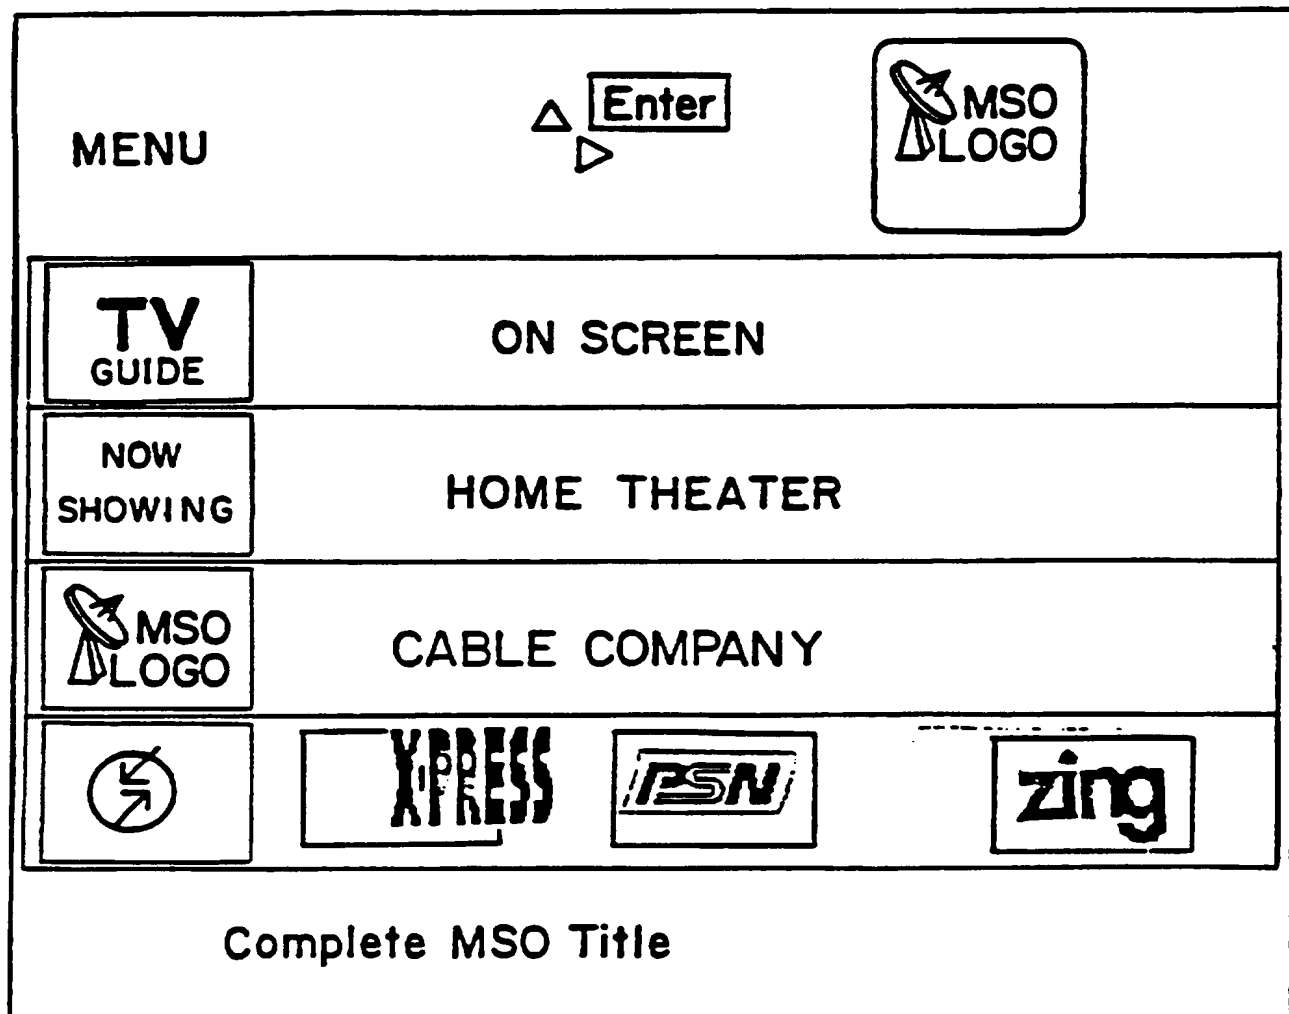 MENU
Enter
MSO
LOGO
TV
GUIDE
ON SCREEN
NOW
SHOWING
HOME THEATER
MSO
LOGO
CABLE COMPANY
X·PRESS
PSN
zing
Complete MSO Title